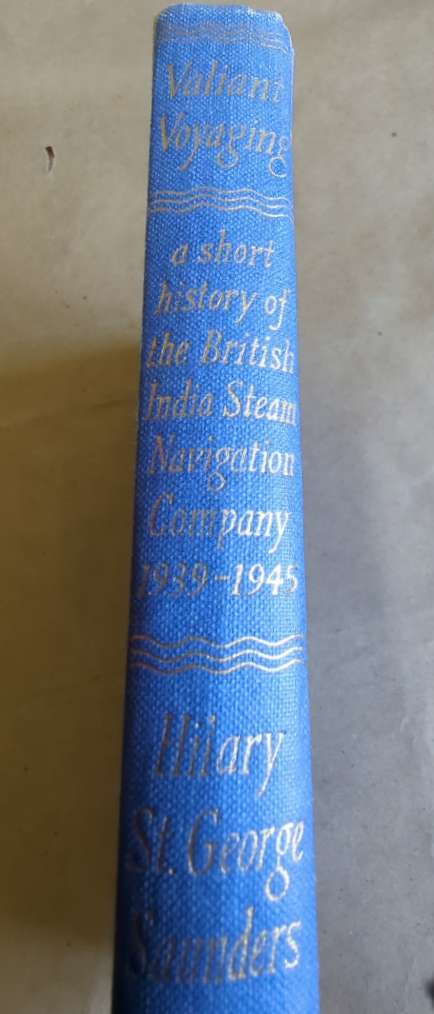 Valiant
Voyaging
a short
history of
the British
India Steam
Navigation
Company
1939-1945
Hilary
St. George
Saunders